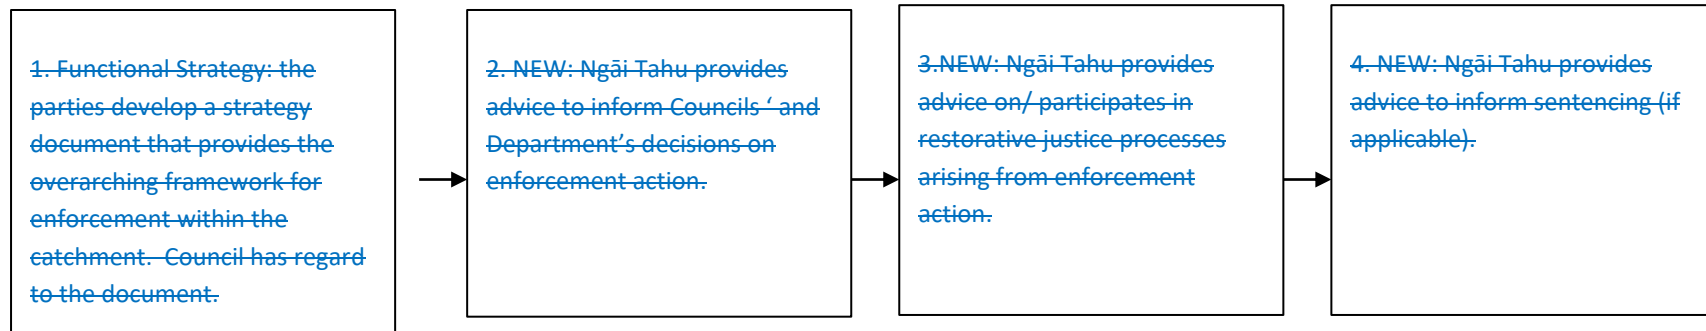 1. Functional Strategy: the
parties develop a strategy
document that provides the
overarching framework for
enforcement within the
catchment.  Council has regard
to the document.
2. NEW: Ngāi Tahu provides
advice to inform Councils ‘ and
Department’s decisions on
enforcement action.
3.NEW: Ngāi Tahu provides
advice on/ participates in
restorative justice processes
arising from enforcement
action.
4. NEW: Ngāi Tahu provides
advice to inform sentencing (if
applicable).